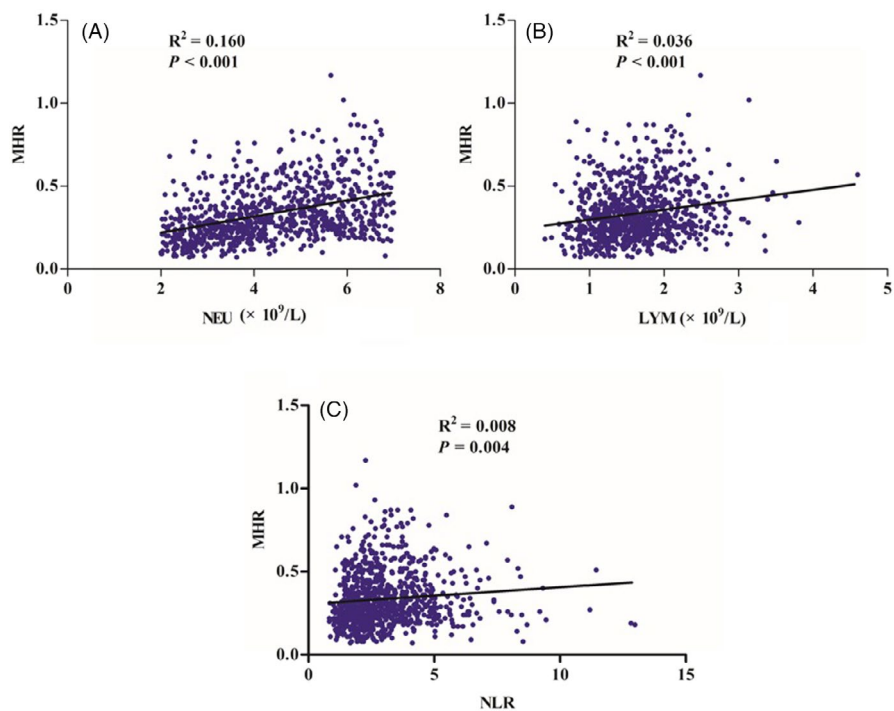 (A)
R² = 0.160
P < 0.001
1.5
1.0
0.5
0.0
MHR
0 2 4 6 8
NEU (× 10⁹/L)
(B)
R² = 0.036
P < 0.001
1.5
1.0
0.5
0.0
MHR
0 1 2 3 4 5
LYM (× 10⁹/L)
(C)
R² = 0.008
P = 0.004
1.5
1.0
0.5
0.0
MHR
0 5 10 15
NLR